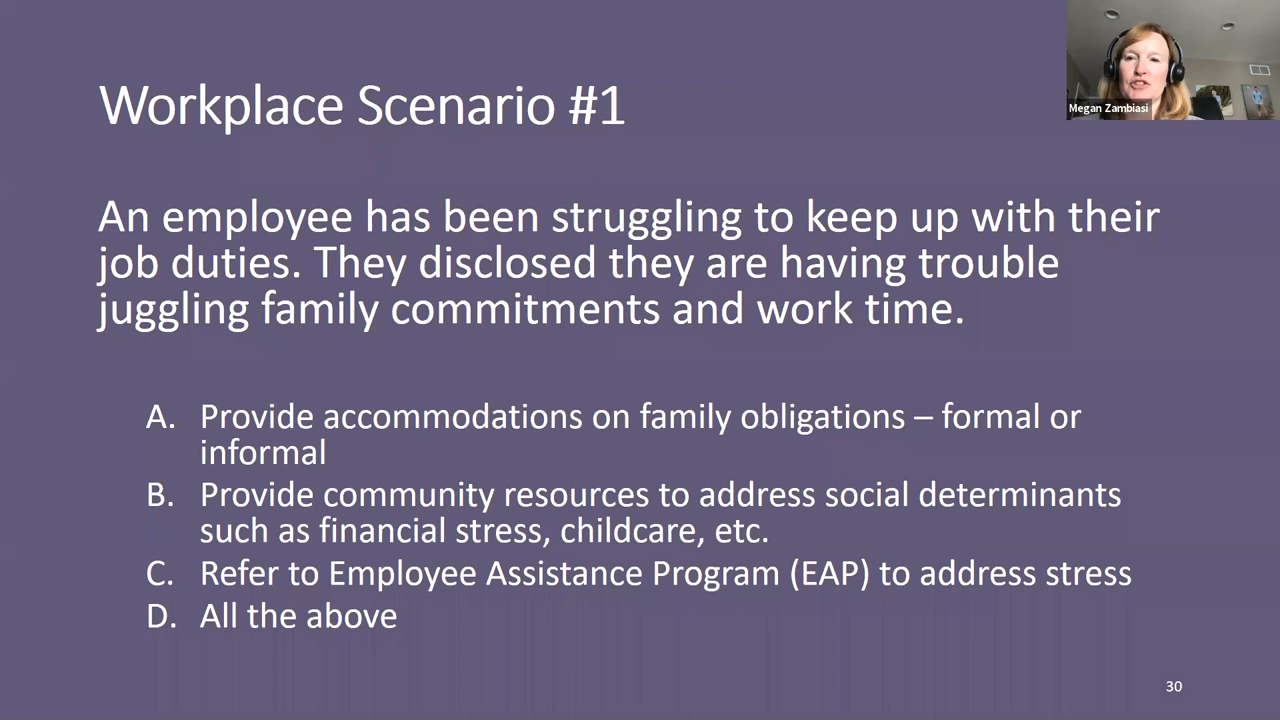 Megan Zambiasi
Workplace Scenario #1
An employee has been struggling to keep up with their
job duties. They disclosed they are having trouble
juggling family commitments and work time.
A. Provide accommodations on family obligations – formal or
informal
B. Provide community resources to address social determinants
such as financial stress, childcare, etc.
C. Refer to Employee Assistance Program (EAP) to address stress
D. All the above
30